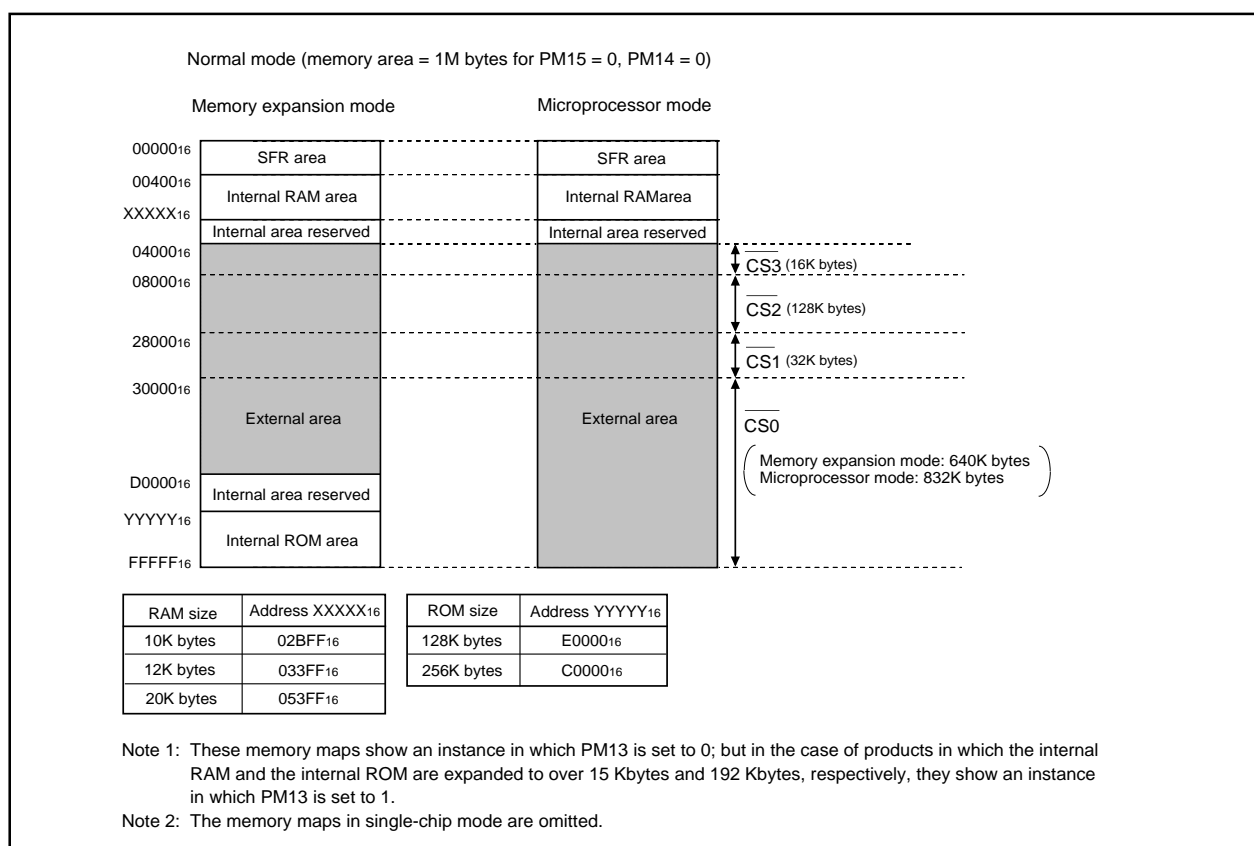 Normal mode (memory area = 1M bytes for PM15 = 0, PM14 = 0)
Memory expansion mode
Microprocessor mode
0000016
SFR area
SFR area
0040016
Internal RAM area
Internal RAMarea
XXXXX16
Internal area reserved
Internal area reserved
0400016
CS3 (16K bytes)
0800016
CS2 (128K bytes)
2800016
CS1 (32K bytes)
3000016
External area
External area
CS0
Memory expansion mode: 640K bytes
Microprocessor mode: 832K bytes
D000016
Internal area reserved
YYYYY16
Internal ROM area
FFFFF16
RAM size Address XXXXX16
10K bytes 02BFF16
12K bytes 033FF16
20K bytes 053FF16
ROM size Address YYYYY16
128K bytes E000016
256K bytes C000016
Note 1: These memory maps show an instance in which PM13 is set to 0; but in the case of products in which the internal
RAM and the internal ROM are expanded to over 15 Kbytes and 192 Kbytes, respectively, they show an instance
in which PM13 is set to 1.
Note 2: The memory maps in single-chip mode are omitted.